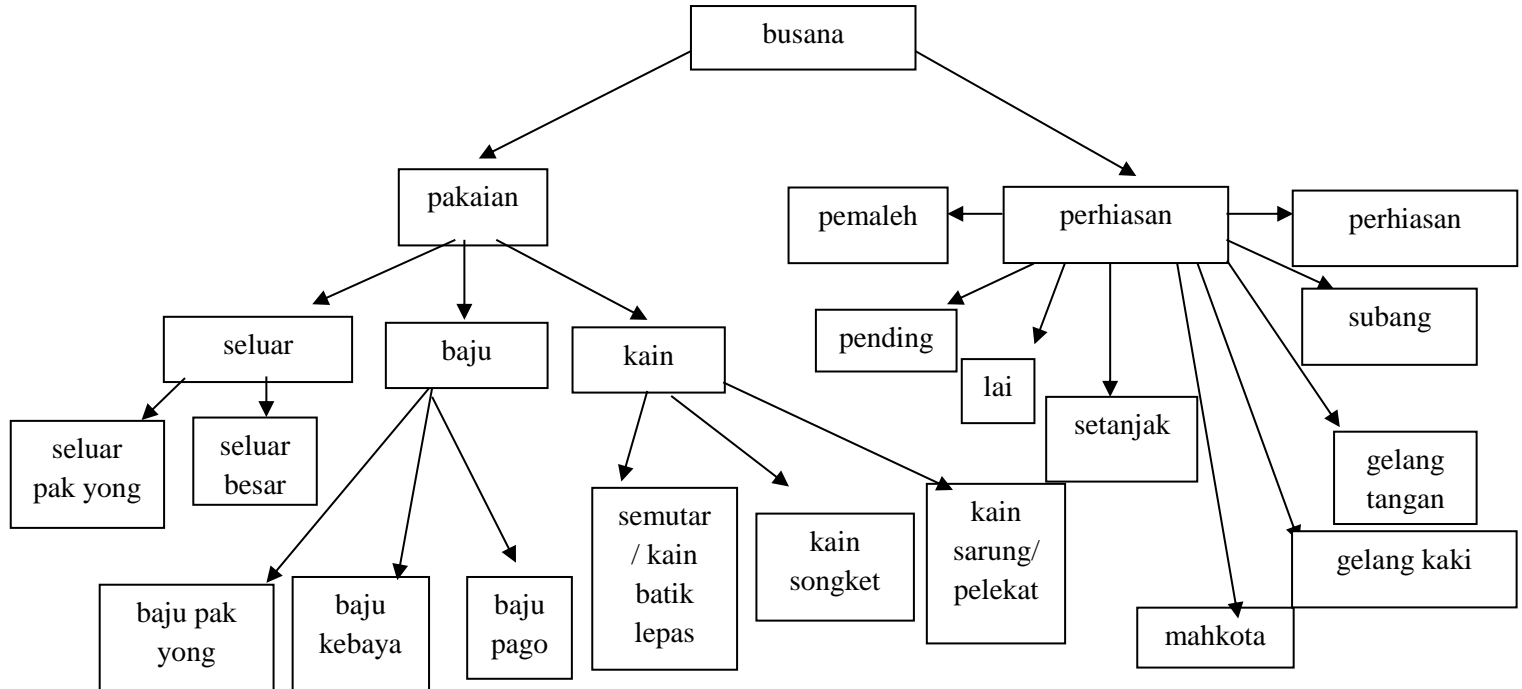 busana
pakaian
pemaleh
perhiasan
perhiasan
seluar
baju
kain
pending
lai
setanjak
subang
seluar
pak yong
seluar
besar
gelang
tangan
baju pak
yong
baju
kebaya
baju
pago
semutar
/ kain
batik
lepas
kain
songket
kain
sarung/
pelekat
gelang kaki
mahkota